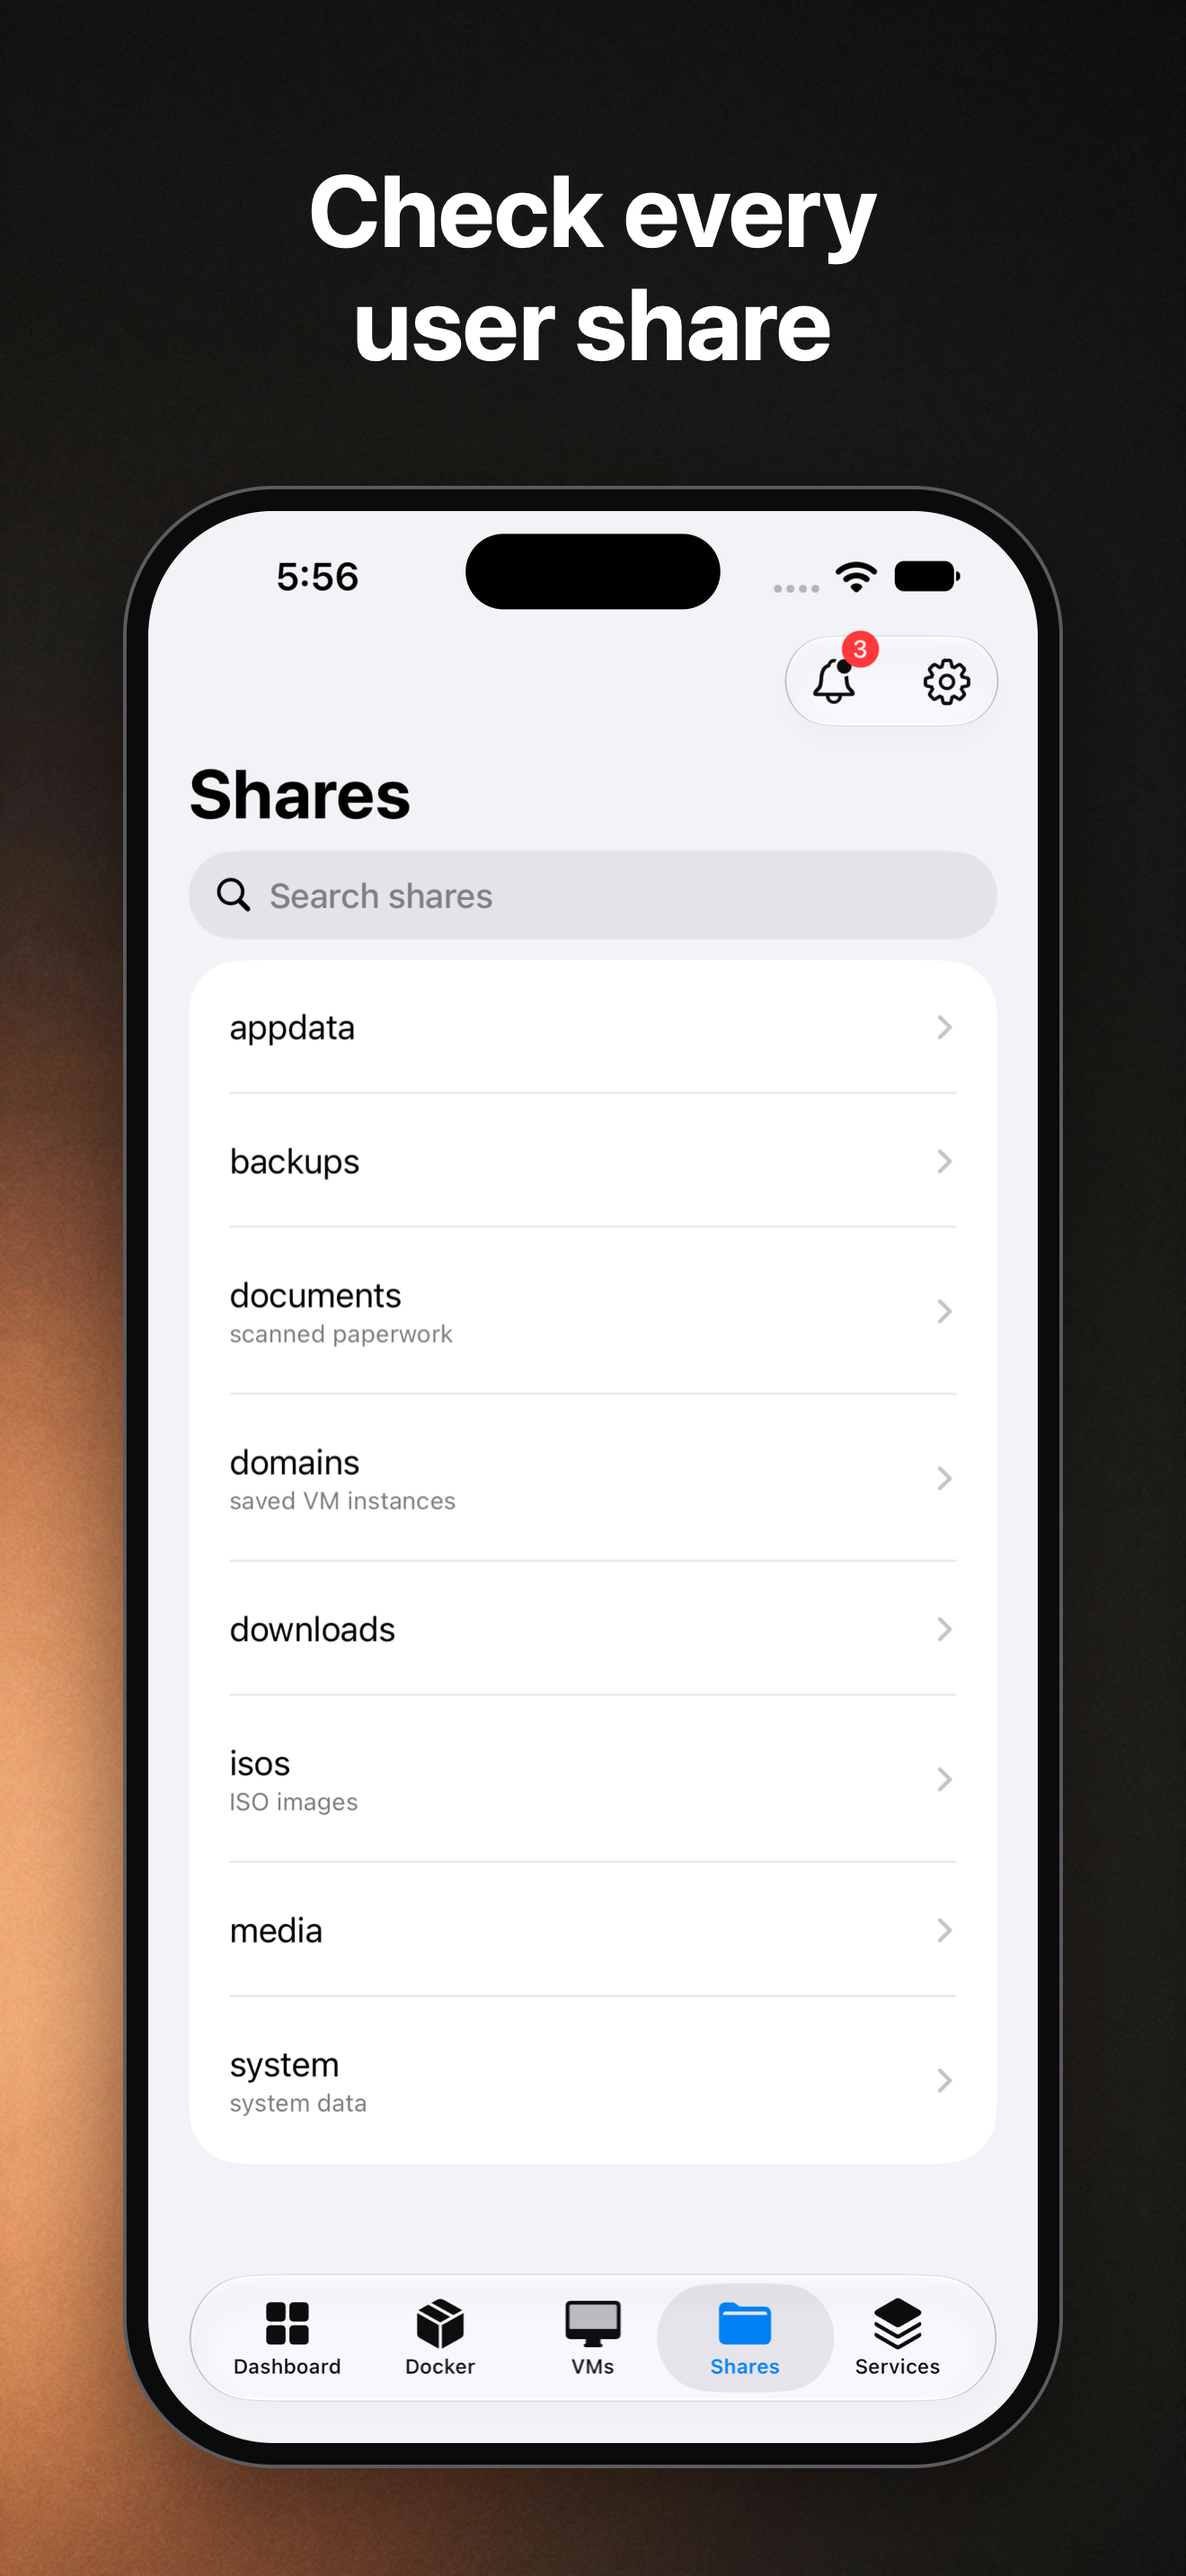 Check every
user share
5:56
3
Shares
Search shares
appdata
backups
documents
scanned paperwork
domains
saved VM instances
downloads
isos
ISO images
media
system
system data
Dashboard
Docker
VMs
Shares
Services